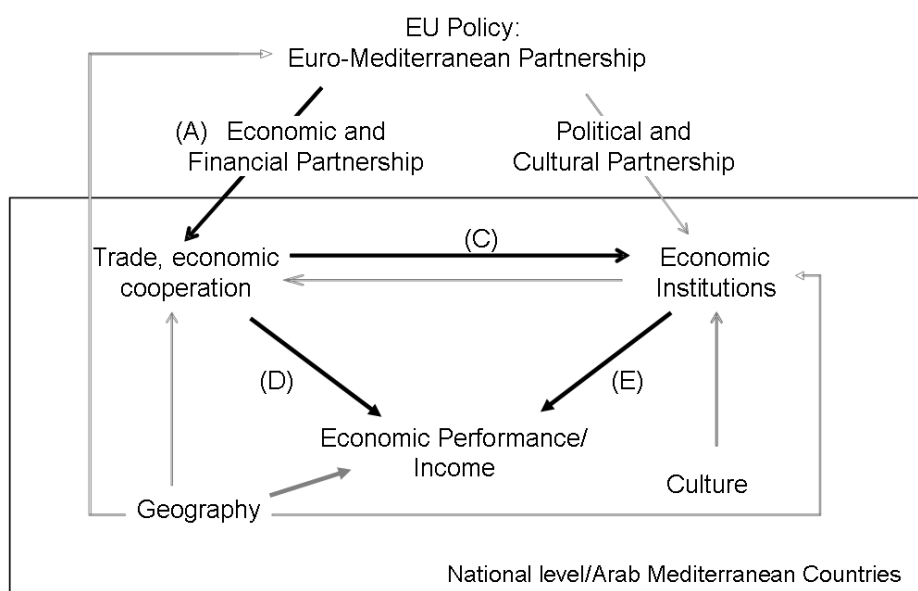 EU Policy:
Euro-Mediterranean Partnership
(A) Economic and
Financial Partnership
Political and
Cultural Partnership
(C)
Trade, economic
cooperation
Economic
Institutions
(D)
(E)
Economic Performance/
Income
Culture
Geography
National level/Arab Mediterranean Countries